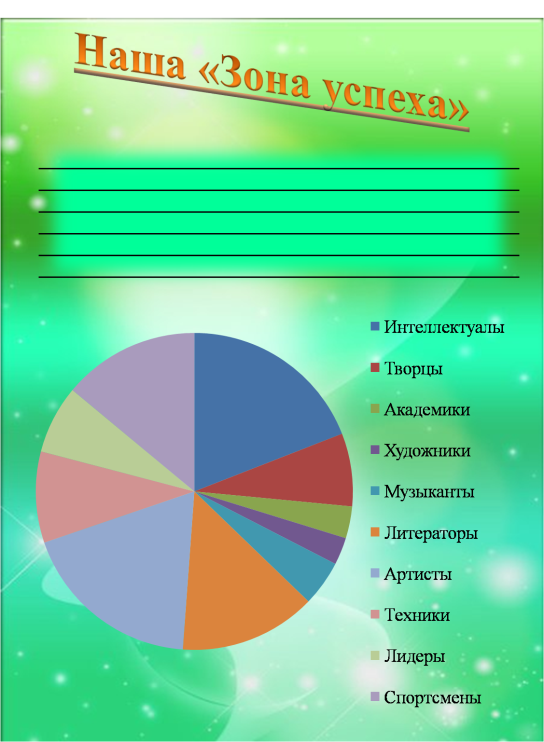 Наша «Зона успеха»
Интеллектуалы
Творцы
Академики
Художники
Музыканты
Литераторы
Артисты
Техники
Лидеры
Спортсмены